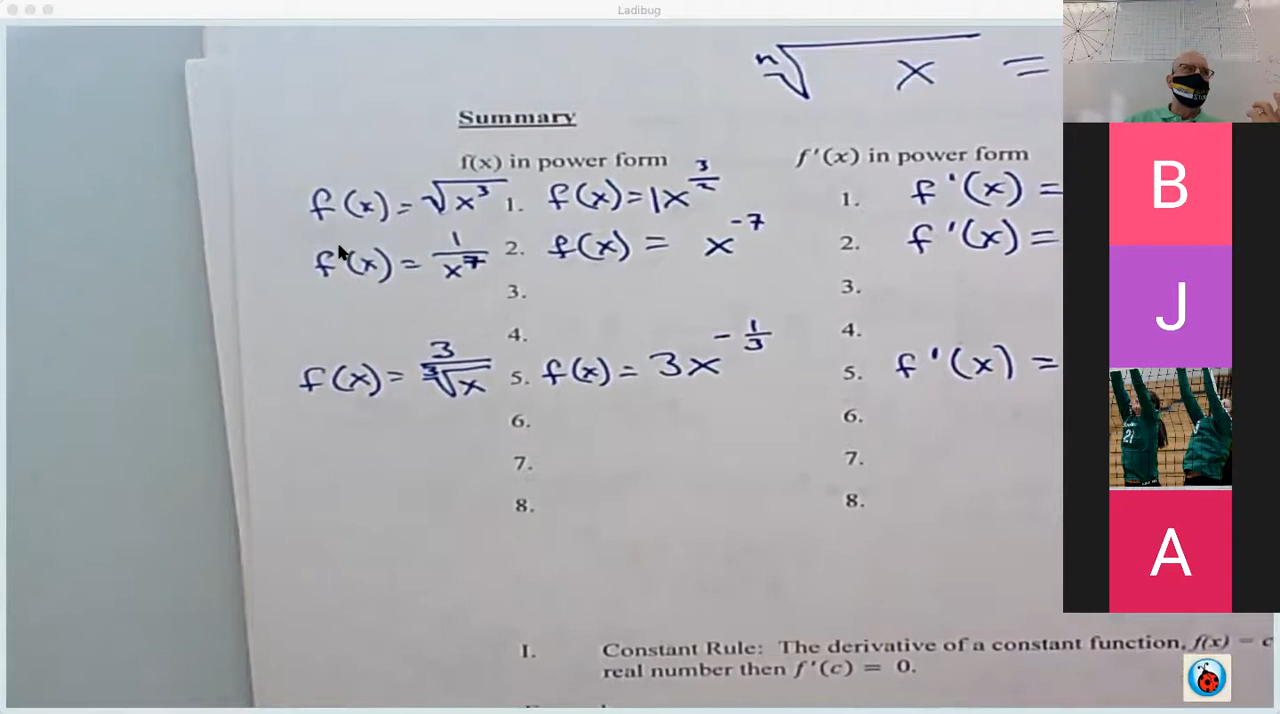 Ladibug
ⁿ√x =
Summary
f(x) in power form f'(x) in power form
f(x) = √x³ 1. f(x) = 1x^(3/2) 1. f'(x) =
f(x) = 1/x⁷ 2. f(x) = x^(-7) 2. f'(x) =
3. 3.
4. 4.
f(x) = 3/∛x 5. f(x) = 3x^(-1/3) 5. f'(x) =
6. 6.
7. 7.
8. 8.
I. Constant Rule: The derivative of a constant function, f(x) = c
real number then f'(c) = 0.
B
J
21
A